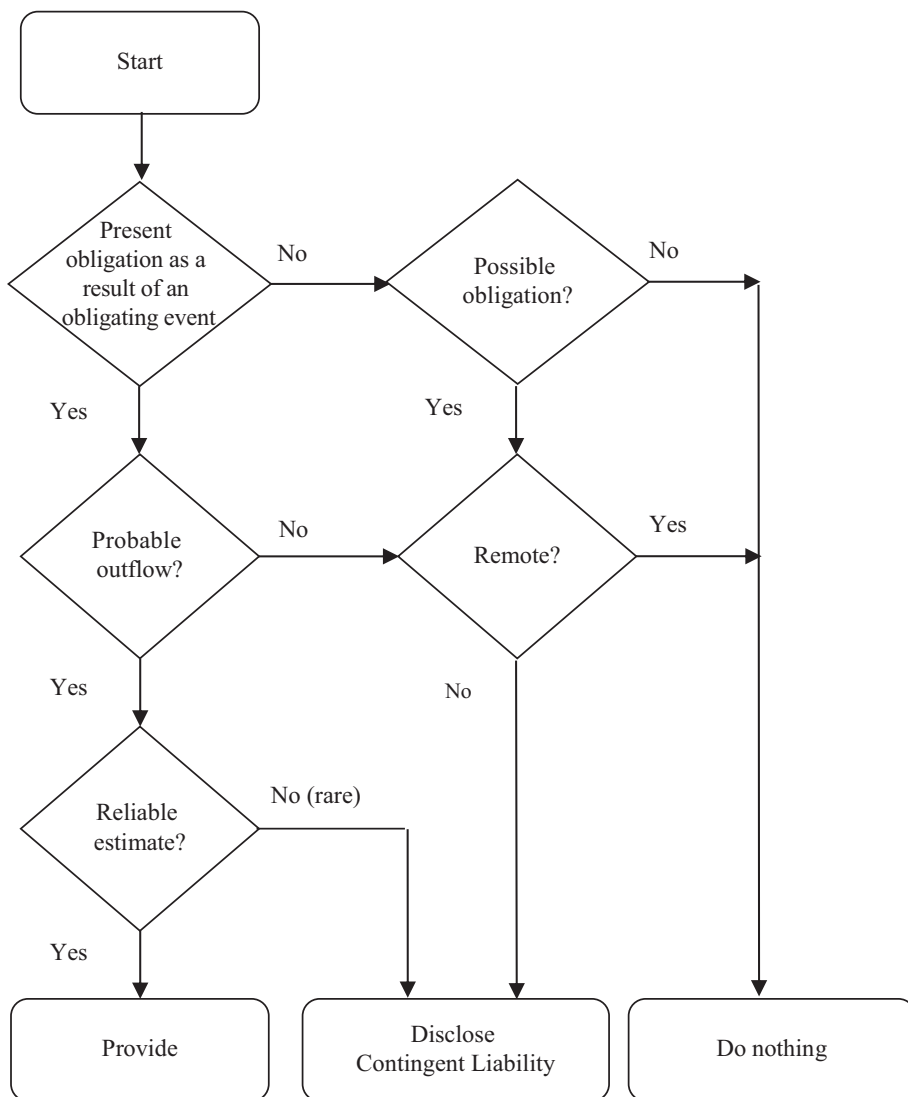 Start
Present
obligation as a
result of an
obligating event
No
Possible
obligation?
No
Yes
Yes
Probable
outflow?
No
Remote?
Yes
Yes
No
Reliable
estimate?
No (rare)
Yes
Provide
Disclose
Contingent Liability
Do nothing